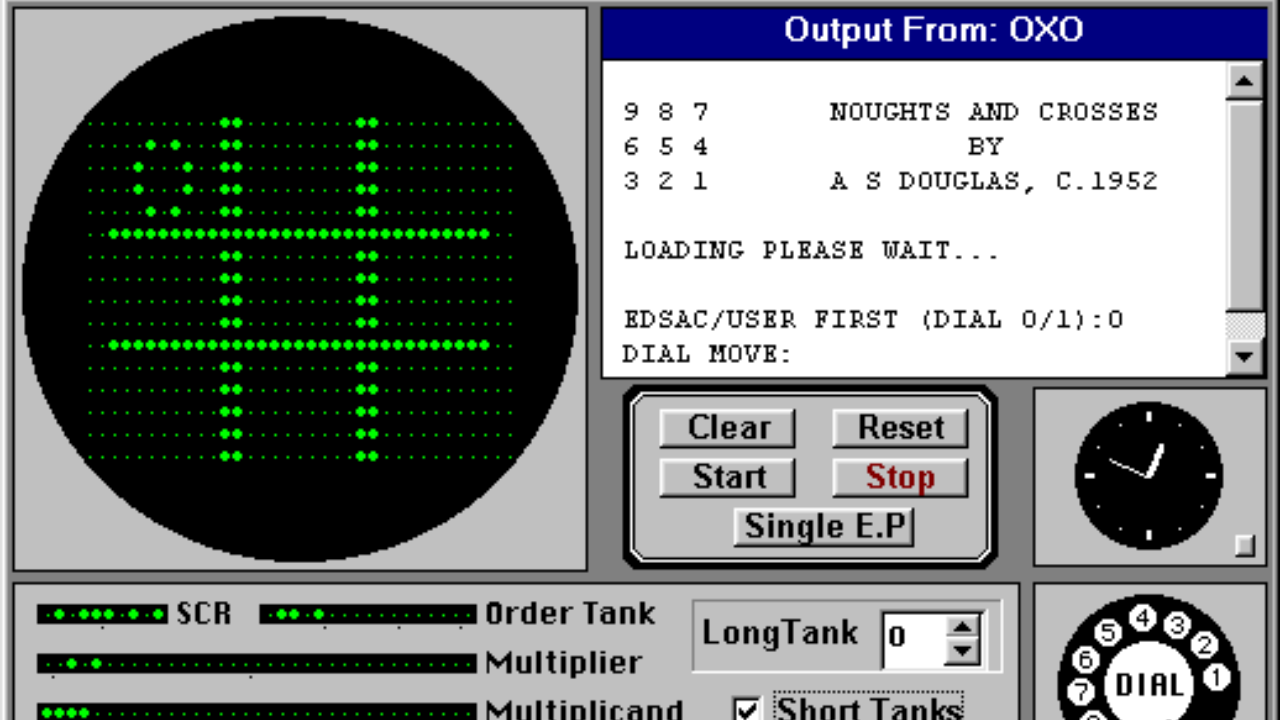 Output From: OXO
9 8 7 NOUGHTS AND CROSSES
6 5 4 BY
3 2 1 A S DOUGLAS, C.1952
LOADING PLEASE WAIT...
EDSAC/USER FIRST (DIAL 0/1):0
DIAL MOVE:
Clear Reset
Start Stop
Single E.P
SCR Order Tank
LongTank 0
Multiplier
Multiplicand
Short Tanks
4
5 3
6 2
7 DIAL 1